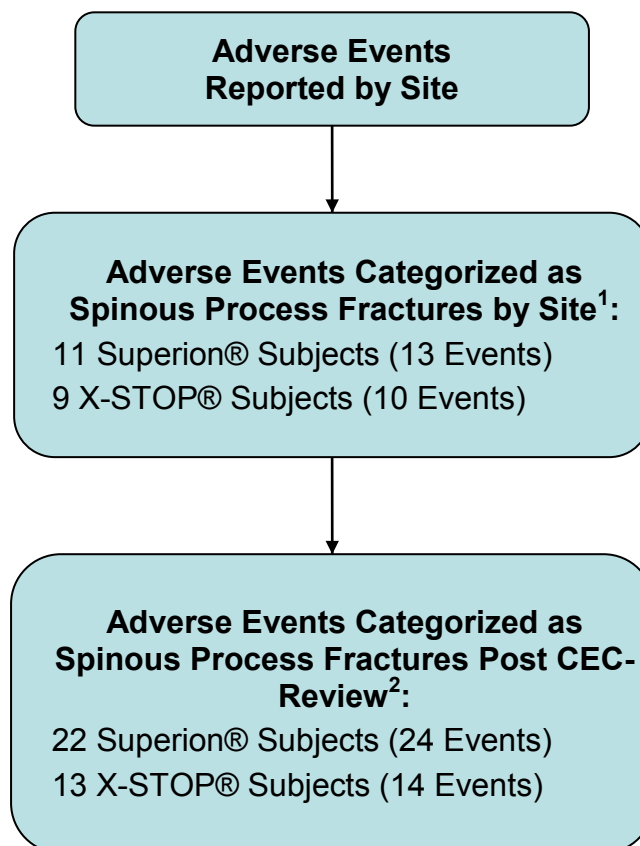 Adverse Events
Reported by Site
Adverse Events Categorized as
Spinous Process Fractures by Site¹:
11 Superion® Subjects (13 Events)
9 X-STOP® Subjects (10 Events)
Adverse Events Categorized as
Spinous Process Fractures Post CEC-
Review²:
22 Superion® Subjects (24 Events)
13 X-STOP® Subjects (14 Events)